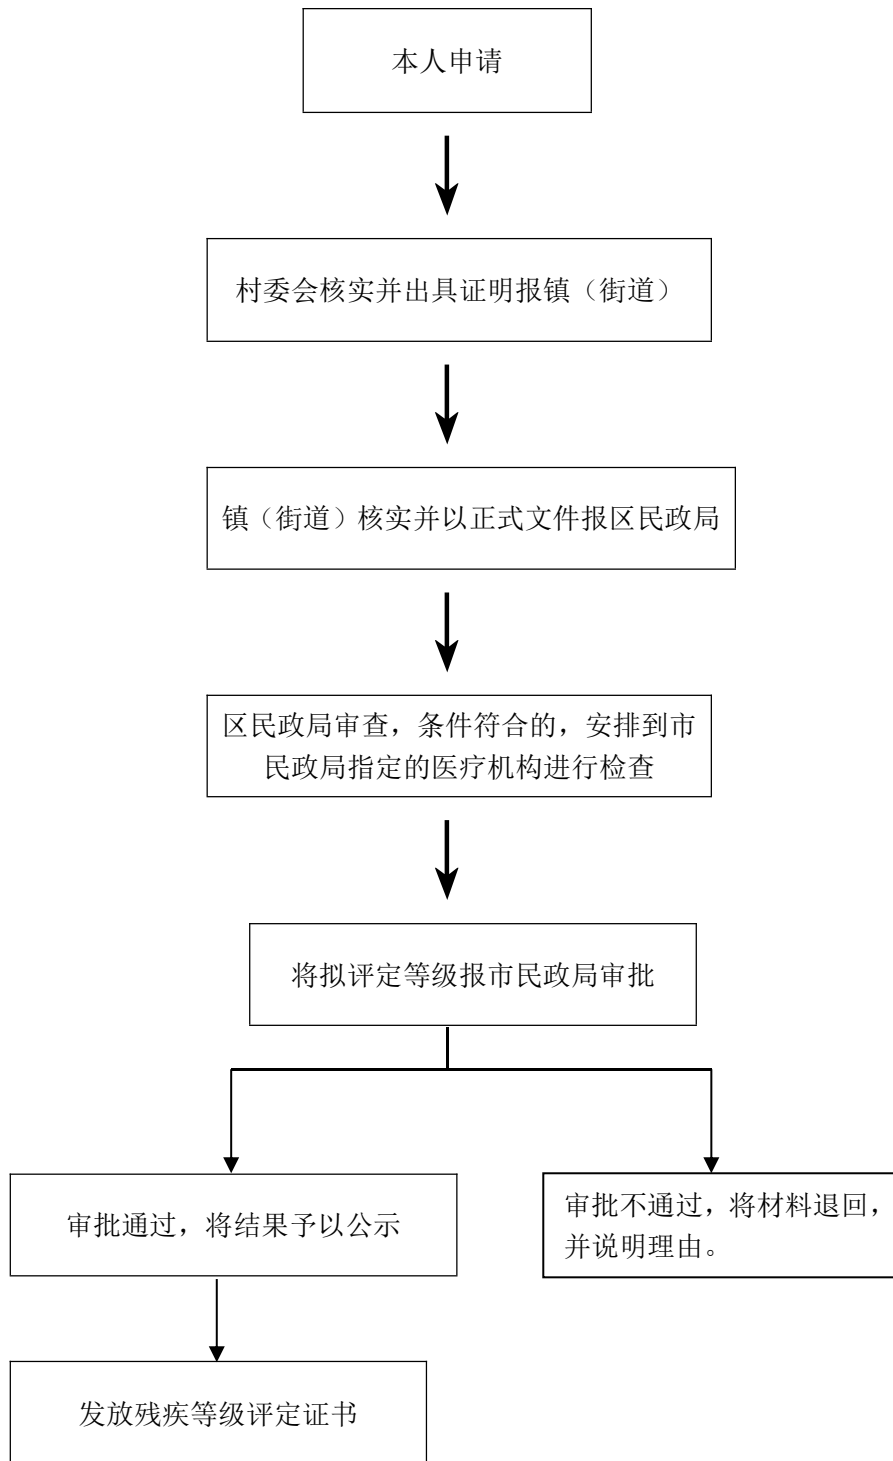 本人申请
村委会核实并出具证明报镇（街道）
镇（街道）核实并以正式文件报区民政局
区民政局审查，条件符合的，安排到市
民政局指定的医疗机构进行检查
将拟评定等级报市民政局审批
审批通过，将结果予以公示
审批不通过，将材料退回，
并说明理由。
发放残疾等级评定证书